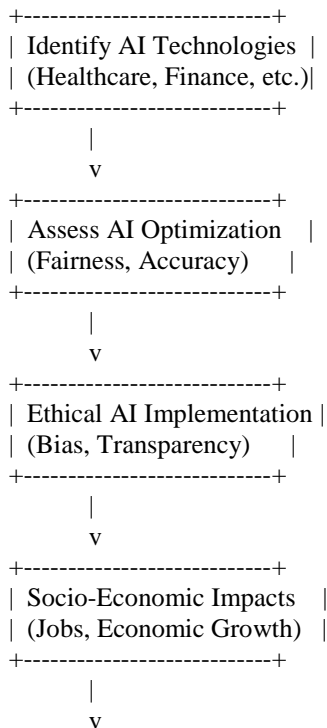 +----------------------------+
| Identify AI Technologies |
| (Healthcare, Finance, etc.)|
+----------------------------+
|
v
+----------------------------+
| Assess AI Optimization |
| (Fairness, Accuracy) |
+----------------------------+
|
v
+----------------------------+
| Ethical AI Implementation |
| (Bias, Transparency) |
+----------------------------+
|
v
+----------------------------+
| Socio-Economic Impacts |
| (Jobs, Economic Growth) |
+----------------------------+
|
v